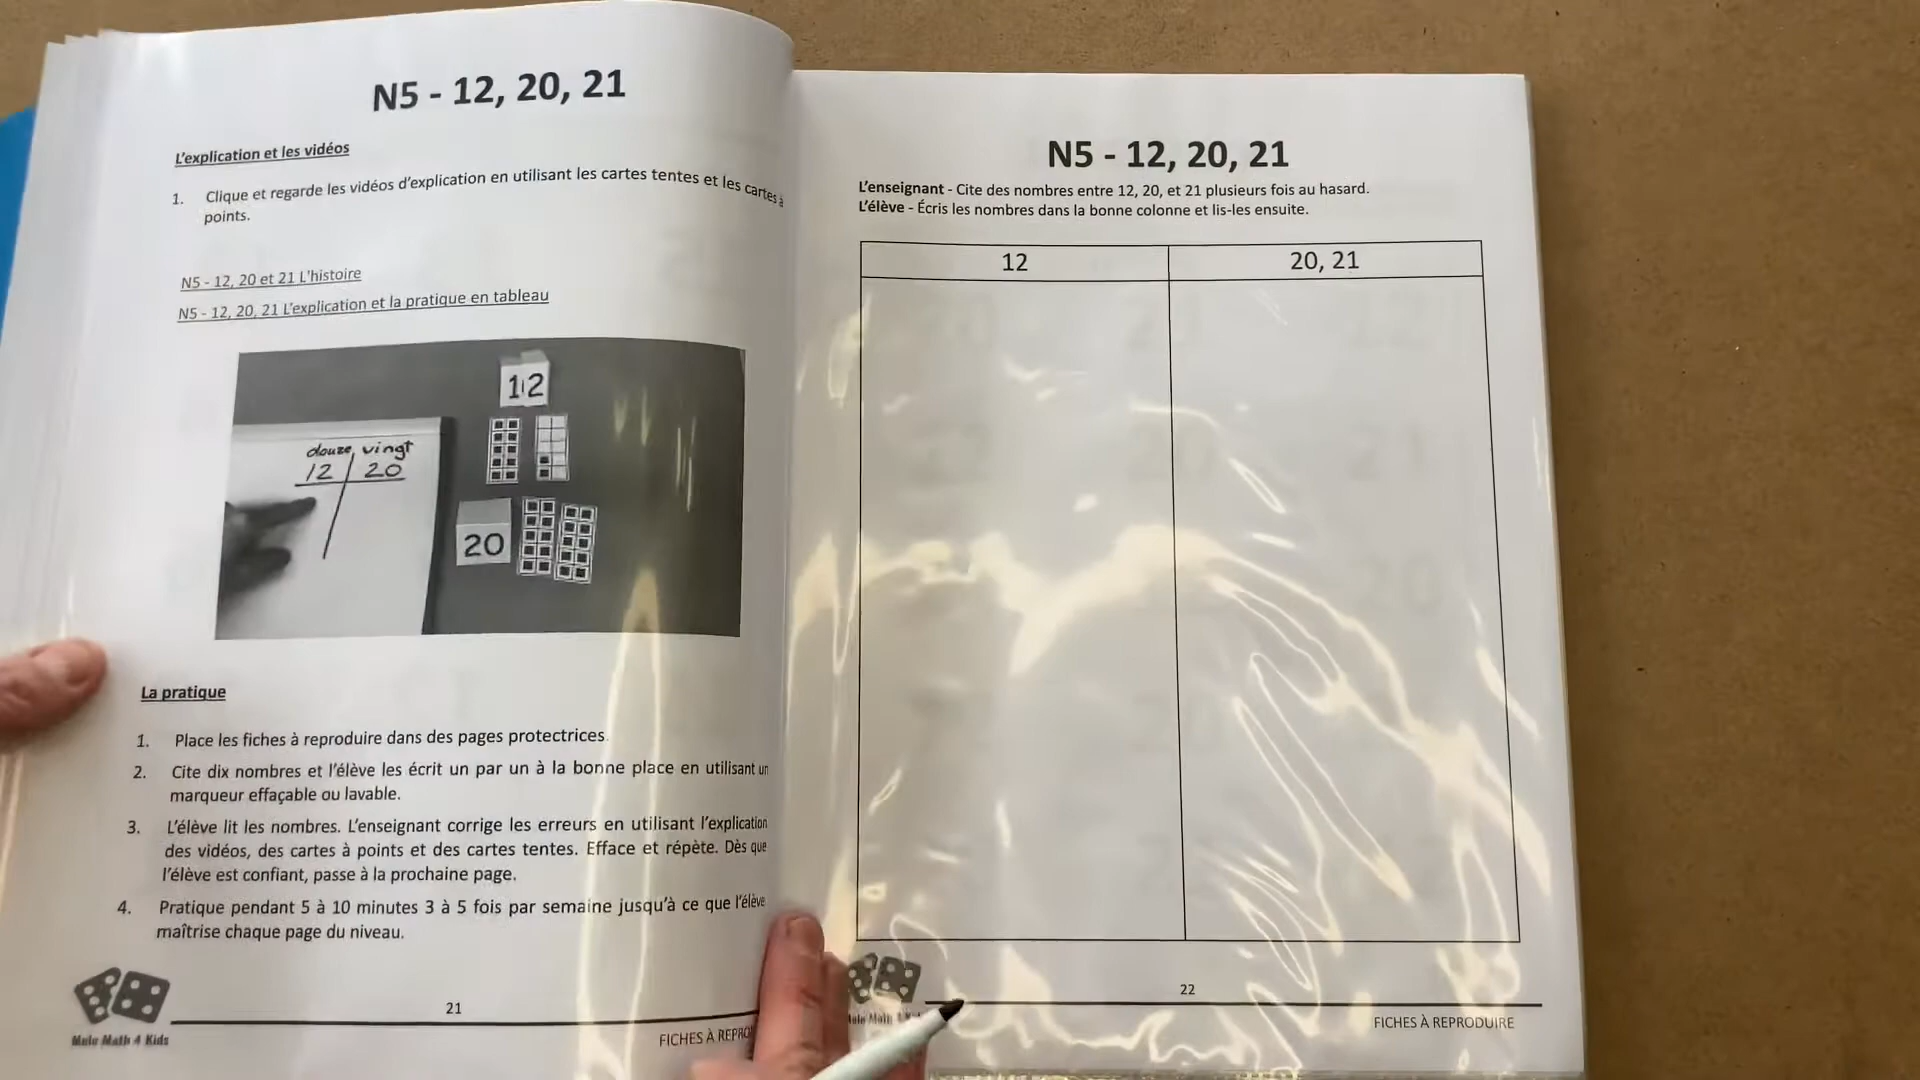 N5 - 12, 20, 21
L'explication et les vidéos
1. Clique et regarde les vidéos d'explication en utilisant les cartes tentes et les cartes à
points.
N5 - 12, 20 et 21 L'histoire
N5 - 12, 20, 21 L'explication et la pratique en tableau
12
douze, vingt
12 20
20
La pratique
1. Place les fiches à reproduire dans des pages protectrices.
2. Cite dix nombres et l'élève les écrit un par un à la bonne place en utilisant un
marqueur effaçable ou lavable.
3. L'élève lit les nombres. L'enseignant corrige les erreurs en utilisant l'explication
des vidéos, des cartes à points et des cartes tentes. Efface et répète. Dès que
l'élève est confiant, passe à la prochaine page.
4. Pratique pendant 5 à 10 minutes 3 à 5 fois par semaine jusqu'à ce que l'élève
maîtrise chaque page du niveau.
Mulu Math 4 Kids
21
FICHES À REPRO
N5 - 12, 20, 21
L'enseignant - Cite des nombres entre 12, 20, et 21 plusieurs fois au hasard.
L'élève - Écris les nombres dans la bonne colonne et lis-les ensuite.
12 20, 21
22
FICHES À REPRODUIRE